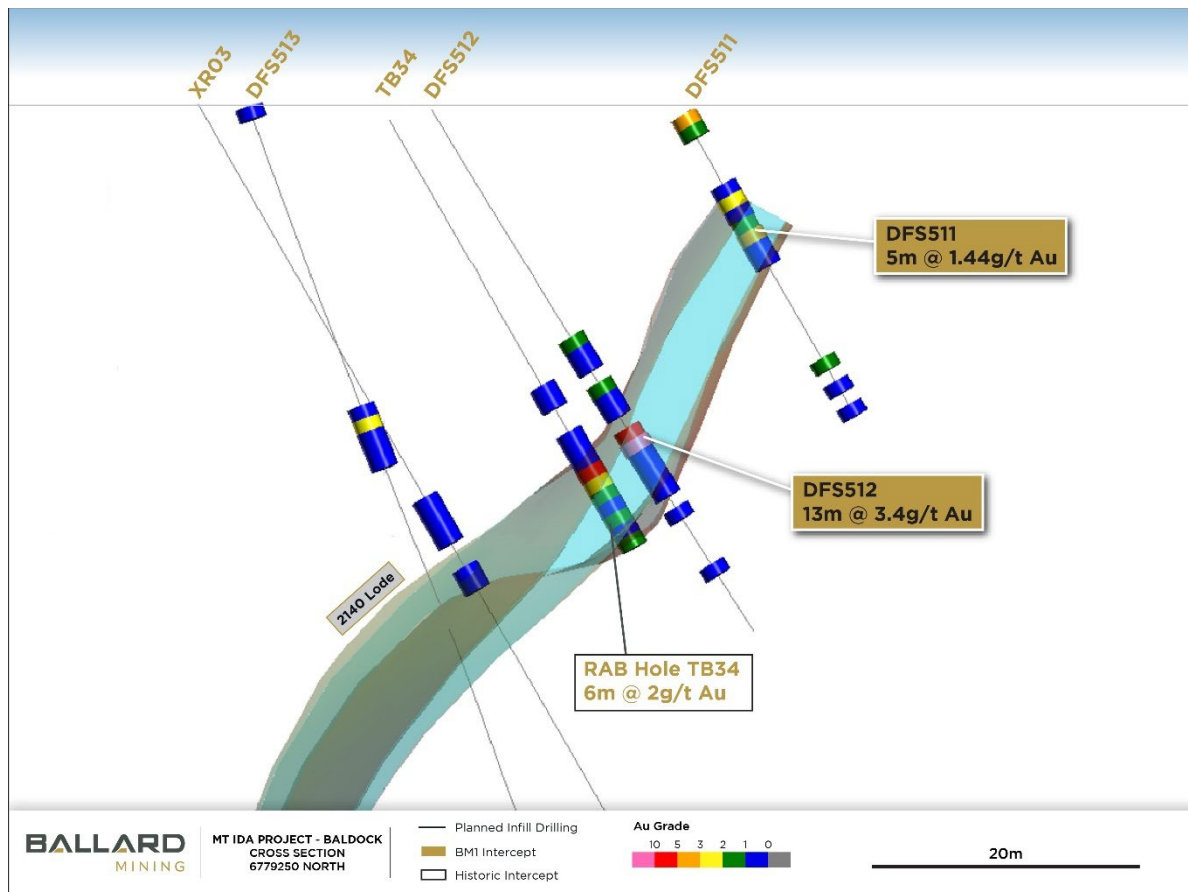 XR03
DFS513
TB34
DFS512
DFS511
DFS511
5m @ 1.44g/t Au
DFS512
13m @ 3.4g/t Au
2140 Lode
RAB Hole TB34
6m @ 2g/t Au
BALLARD
MINING
MT IDA PROJECT - BALDOCK
CROSS SECTION
6779250 NORTH
Planned Infill Drilling
BM1 Intercept
Historic Intercept
Au Grade
10 5 3 2 1 0
20m